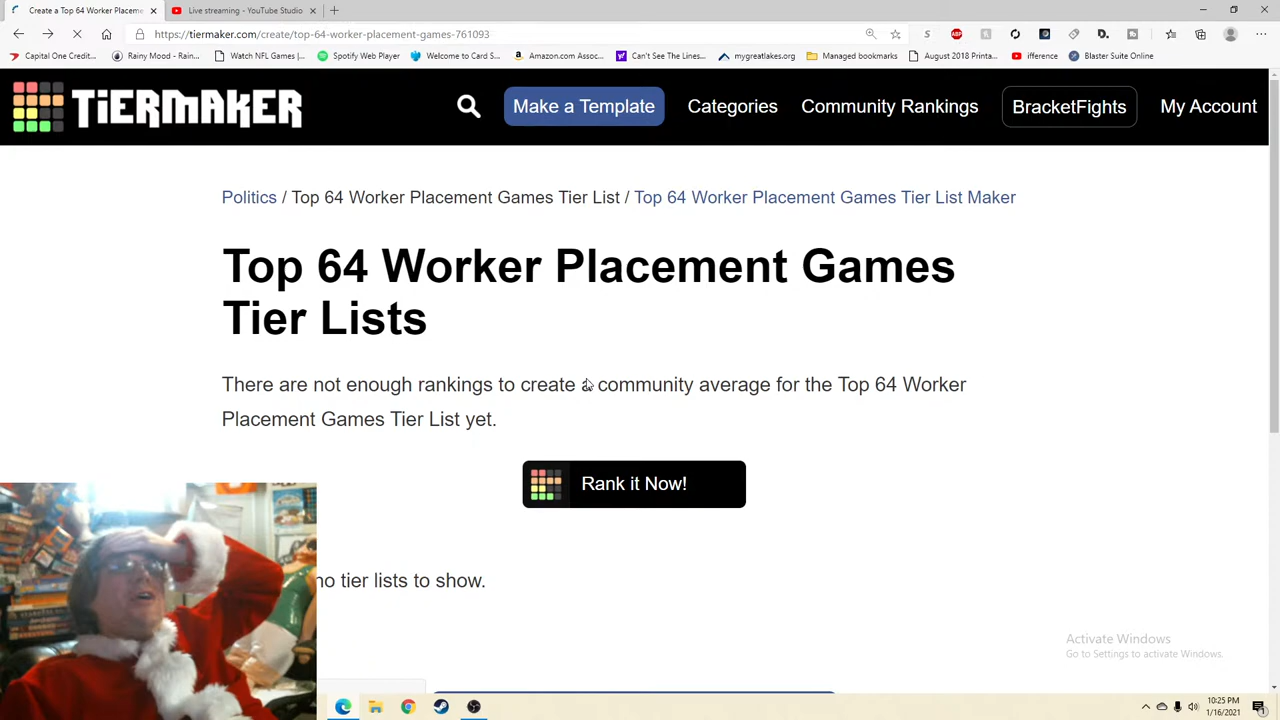 Create a Top 64 Worker Placem
Live streaming - YouTube Studio
https://tiermaker.com/create/top-64-worker-placement-games-761093
Capital One Cardf...
Rainy Mood - Rain...
Watch NFL Games |...
Spotify Web Player
Welcome to Card S...
Amazon.com Assoc...
Can't See The Lines...
mygreatlakes.org
Managed bookmarks
August 2018 Printa...
ifference
Blaster Suite Online
TiERMAKER
Make a Template
Categories
Community Rankings
BracketFights
My Account
Politics / Top 64 Worker Placement Games Tier List / Top 64 Worker Placement Games Tier List Maker
Top 64 Worker Placement Games
Tier Lists
There are not enough rankings to create a community average for the Top 64 Worker
Placement Games Tier List yet.
Rank it Now!
no tier lists to show.
Activate Windows
Go to Settings to activate Windows.
10:25 PM
1/16/2021